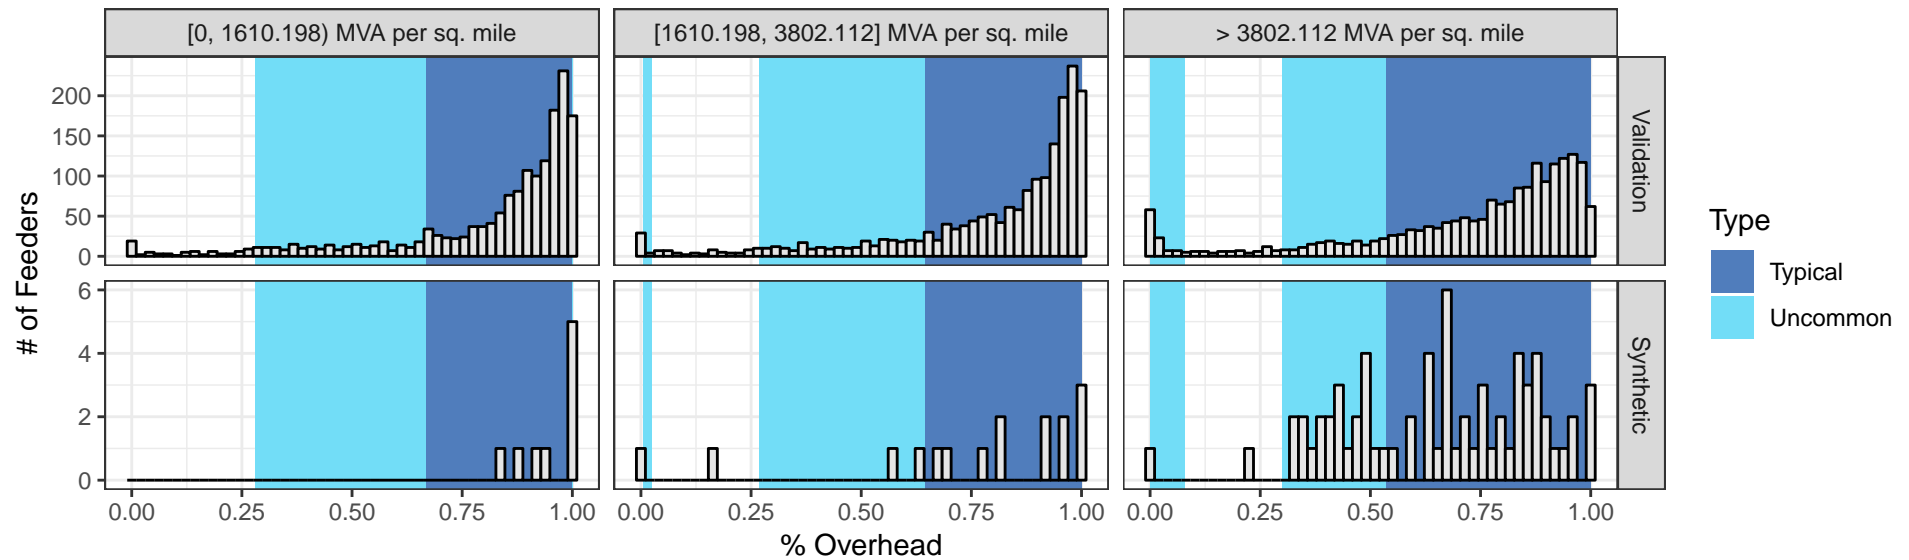 [0, 1610.198) MVA per sq. mile
[1610.198, 3802.112] MVA per sq. mile
> 3802.112 MVA per sq. mile
# of Feeders
200
150
100
50
0
Validation
6
4
2
0
Synthetic
0.00 0.25 0.50 0.75 1.00
0.00 0.25 0.50 0.75 1.00
0.00 0.25 0.50 0.75 1.00
% Overhead
Type
Typical
Uncommon